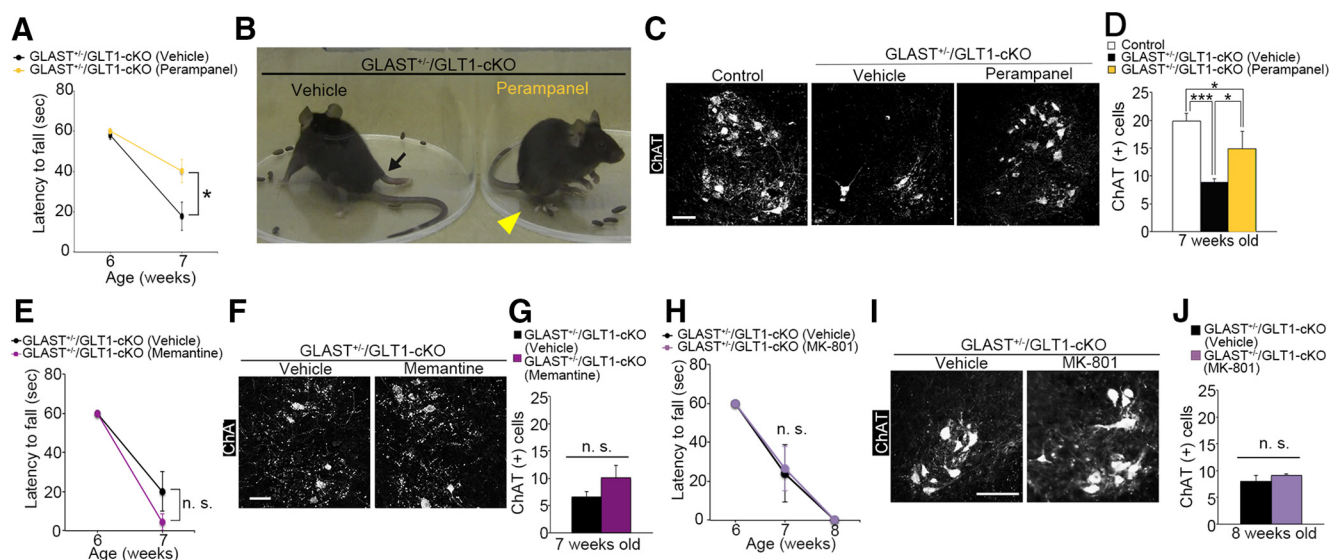 A
GLAST+/-/GLT1-cKO (Vehicle)
GLAST+/-/GLT1-cKO (Perampanel)
Latency to fall (sec)
80
60
40
20
0
*
6
7
Age (weeks)
B
GLAST+/-/GLT1-cKO
Vehicle
Perampanel
C
GLAST+/-/GLT1-cKO
Control
Vehicle
Perampanel
ChAT
D
Control
GLAST+/-/GLT1-cKO (Vehicle)
GLAST+/-/GLT1-cKO (Perampanel)
ChAT (+) cells
25
20
15
10
5
0
*
***
*
7 weeks old
E
GLAST+/-/GLT1-cKO (Vehicle)
GLAST+/-/GLT1-cKO (Memantine)
Latency to fall (sec)
80
60
40
20
0
n. s.
6
7
Age (weeks)
F
GLAST+/-/GLT1-cKO
Vehicle
Memantine
ChA
G
GLAST+/-/GLT1-cKO
(Vehicle)
GLAST+/-/GLT1-cKO
(Memantine)
ChAT (+) cells
25
20
15
10
5
0
n. s.
7 weeks old
H
GLAST+/-/GLT1-cKO (Vehicle)
GLAST+/-/GLT1-cKO (MK-801)
Latency to fall (sec)
80
60
40
20
0
n. s.
6
7
8
Age (weeks)
I
GLAST+/-/GLT1-cKO
Vehicle
MK-801
ChAT
J
GLAST+/-/GLT1-cKO
(Vehicle)
GLAST+/-/GLT1-cKO
(MK-801)
ChAT (+) cells
25
20
15
10
5
0
n. s.
8 weeks old